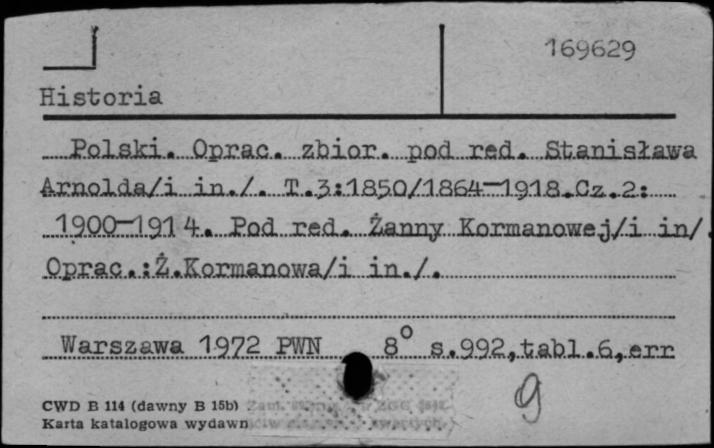 169629
Historia
Polski. Oprac. zbior. pod red. Stanisława
Arnolda/i in./. T.3:1850/1864-1918.Cz.2:
1900-1914. Pod red. Żanny Kormanowej/i in/.
Oprac.:Ż.Kormanowa/i in./.
Warszawa 1972 PWN 8° s.992,tabl.6,err
g
CWD B 114 (dawny B 15b)
Karta katalogowa wydawn